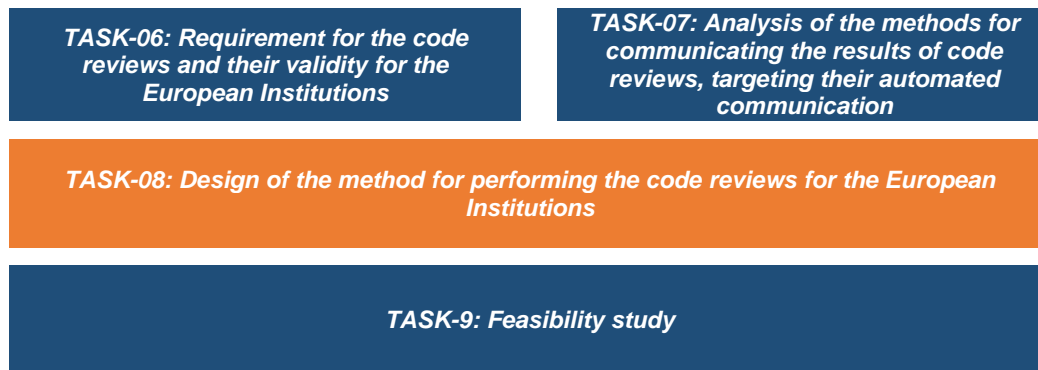 TASK-06: Requirement for the code
reviews and their validity for the
European Institutions
TASK-07: Analysis of the methods for
communicating the results of code
reviews, targeting their automated
communication
TASK-08: Design of the method for performing the code reviews for the European
Institutions
TASK-9: Feasibility study